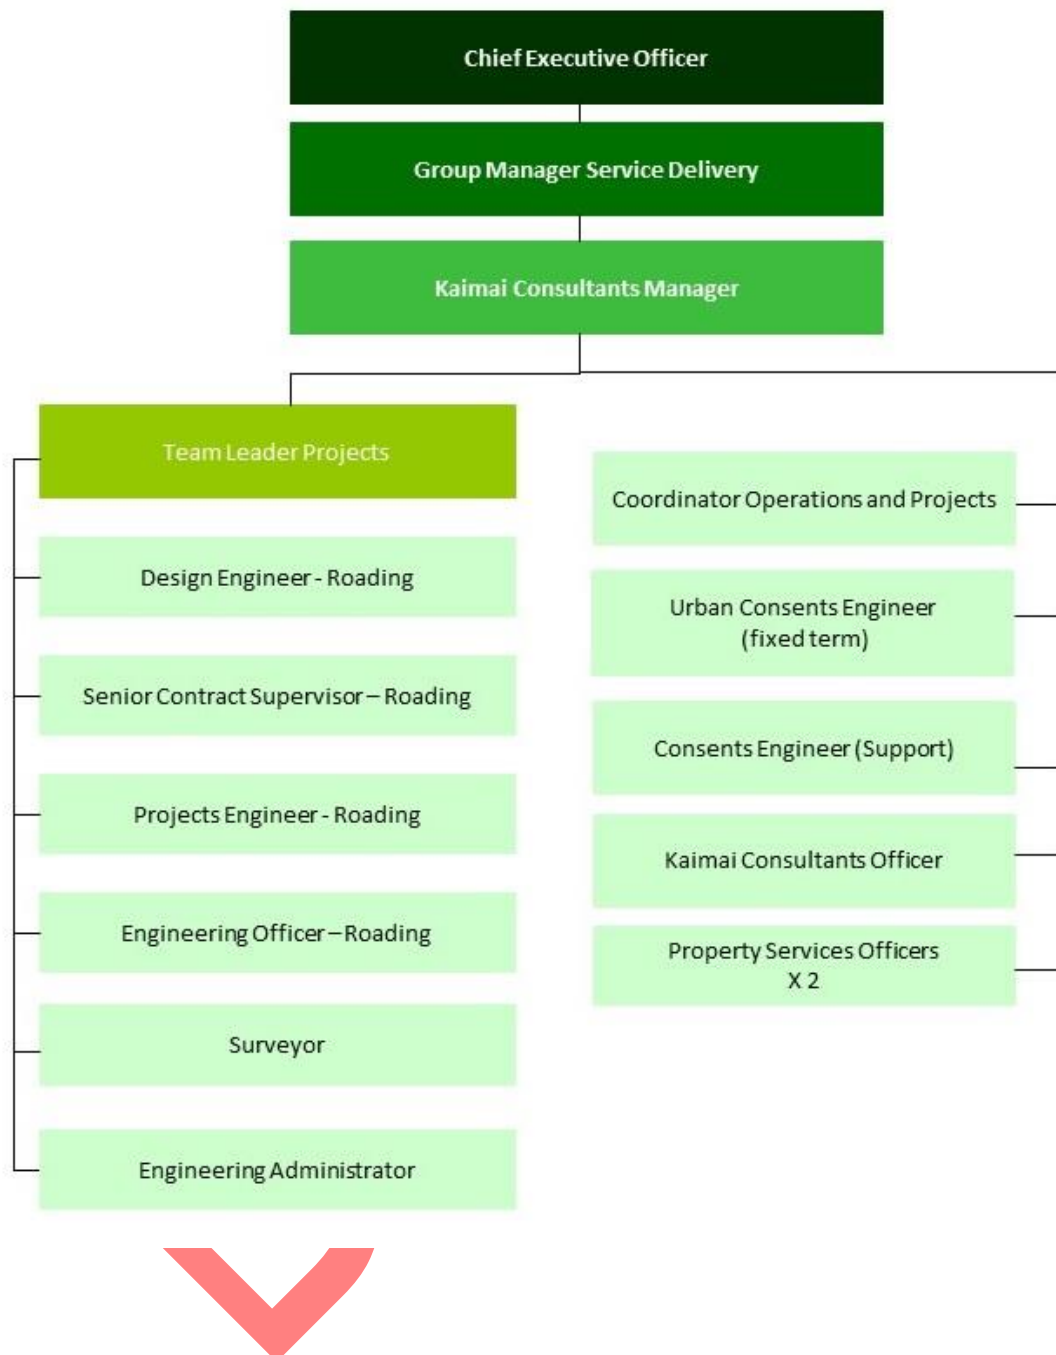 Chief Executive Officer
Group Manager Service Delivery
Kaimai Consultants Manager
Team Leader Projects
Design Engineer - Roading
Senior Contract Supervisor – Roading
Projects Engineer - Roading
Engineering Officer – Roading
Surveyor
Engineering Administrator
Coordinator Operations and Projects
Urban Consents Engineer
(fixed term)
Consents Engineer (Support)
Kaimai Consultants Officer
Property Services Officers
X 2